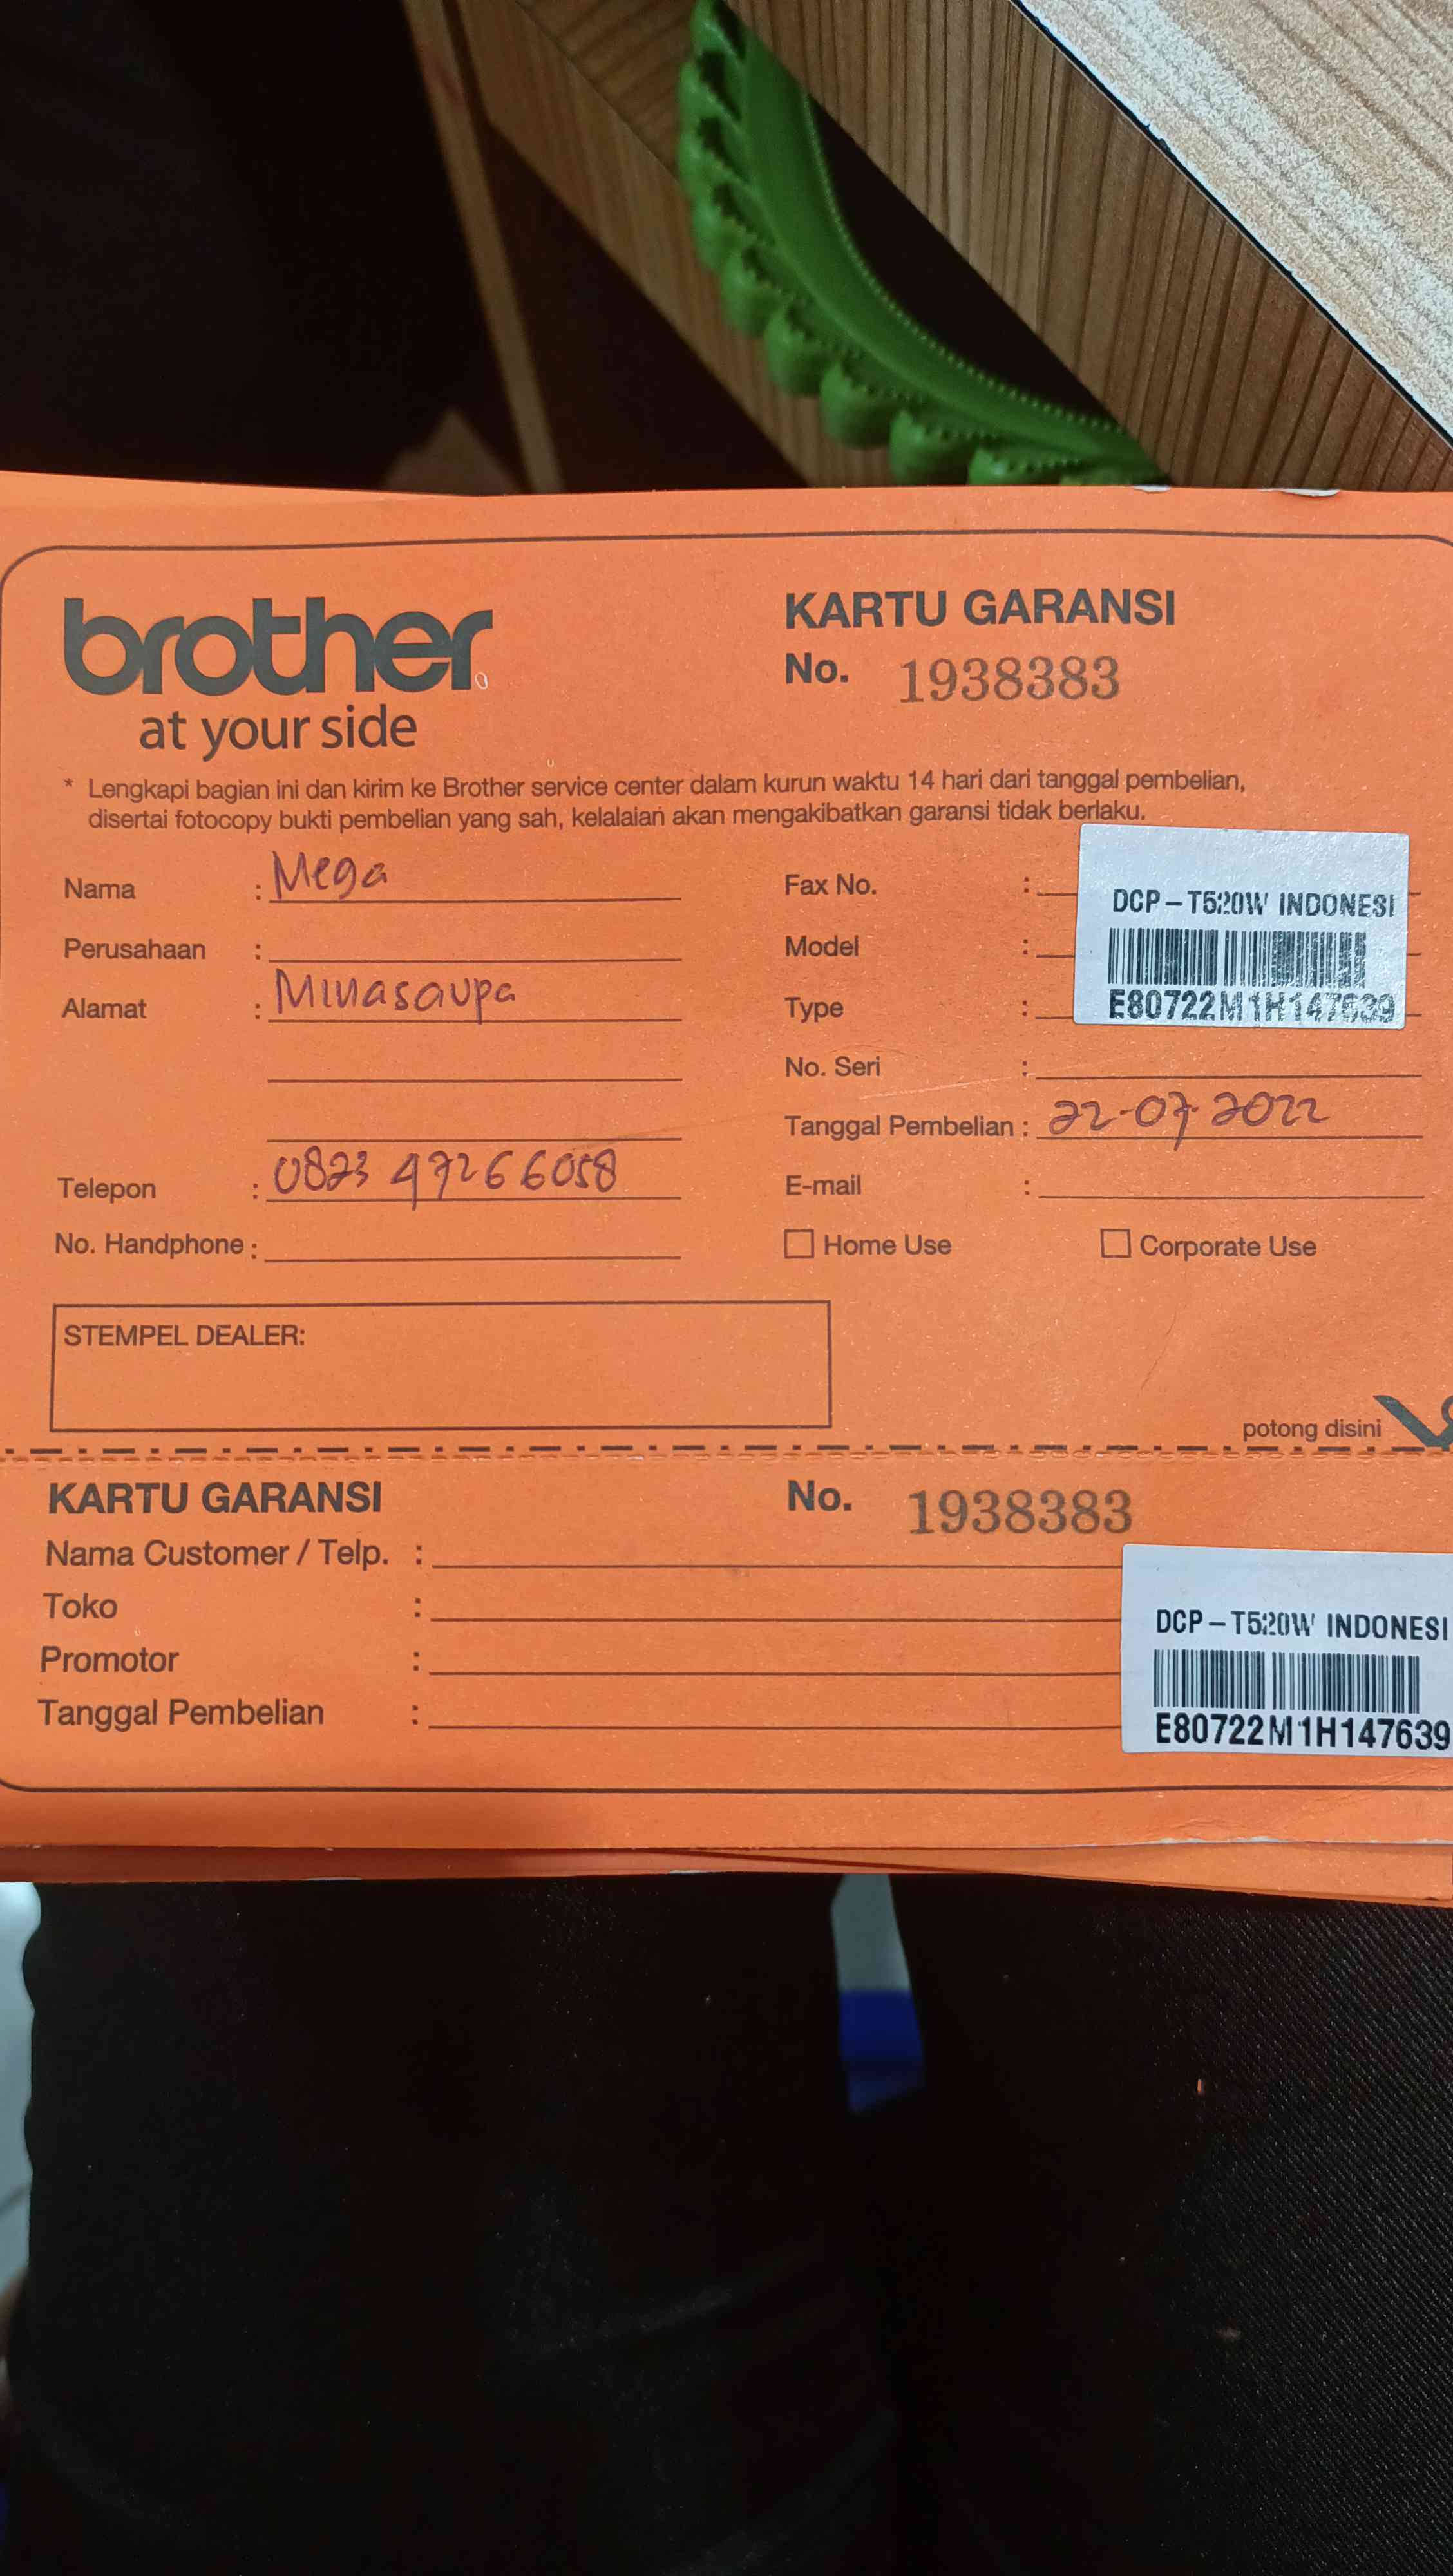 brother
at your side
KARTU GARANSI
No. 1938383
* Lengkapi bagian ini dan kirim ke Brother service center dalam kurun waktu 14 hari dari tanggal pembelian,
disertai fotocopy bukti pembelian yang sah, kelalaian akan mengakibatkan garansi tidak berlaku.
Nama : Mega
Perusahaan :
Alamat : Minasaupa
Telepon : 0823 47266058
No. Handphone :
Fax No. :
Model :
Type :
DCP-T520W INDONESI
E80722M1H147639
No. Seri :
Tanggal Pembelian : 22-07-2022
E-mail :
Home Use
Corporate Use
STEMPEL DEALER:
potong disini
KARTU GARANSI
No. 1938383
Nama Customer / Telp. :
Toko :
Promotor :
Tanggal Pembelian :
DCP-T520W INDONESI
E80722M1H147639